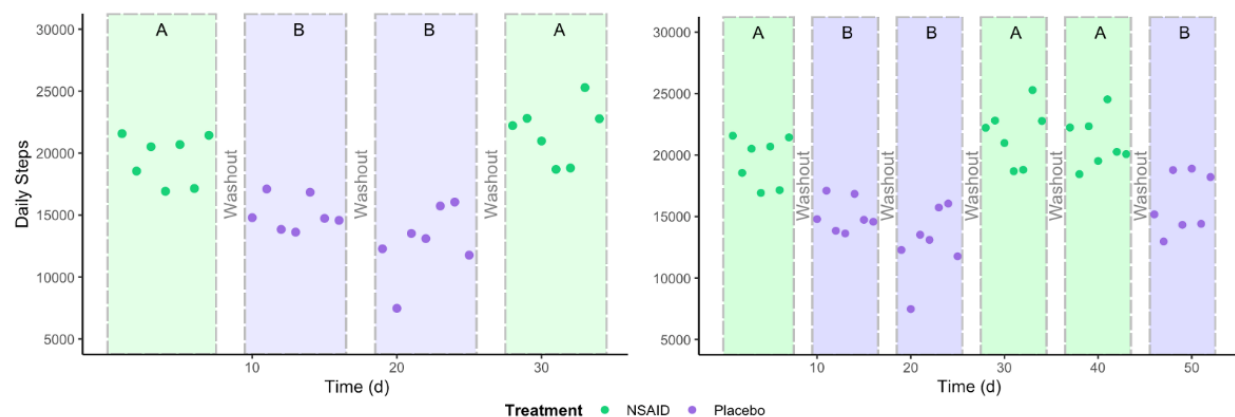 A B B A
30000
25000
20000
15000
10000
5000
Daily Steps
Washout
Washout
Washout
10 20 30
Time (d)
A B B A A B
30000
25000
20000
15000
10000
5000
Washout
Washout
Washout
Washout
Washout
10 20 30 40 50
Time (d)
Treatment NSAID Placebo